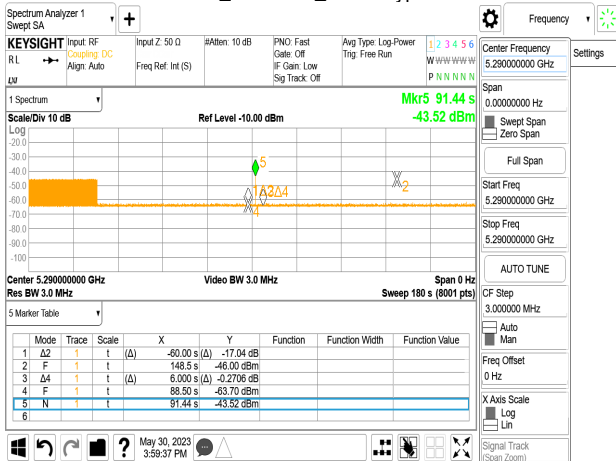 Spectrum Analyzer 1
Swept SA
Frequency
Settings
KEYSIGHT
RL
Input: RF
Coupling: DC
Align: Auto
Input Z: 50 Ω
Freq Ref: Int (S)
#Atten: 10 dB
PNO: Fast
Gate: Off
IF Gain: Low
Sig Track: Off
Avg Type: Log-Power
Trig: Free Run
1 2 3 4 5 6
W W W W W W
P N N N N N
1 Spectrum
Mkr5 91.44 s
Scale/Div 10 dB
Ref Level -10.00 dBm
-43.52 dBm
Log
-20.0
-30.0
-40.0
-50.0
-60.0
-70.0
-80.0
-90.0
-100
5
2
1Δ2
3Δ4
4
Center 5.290000000 GHz
Video BW 3.0 MHz
Span 0 Hz
Res BW 3.0 MHz
Sweep 180 s (8001 pts)
5 Marker Table
Mode Trace Scale X Y Function Function Width Function Value
1 Δ2 1 t (Δ) -60.00 s (Δ) -17.04 dB
2 F 1 t 148.5 s -46.00 dBm
3 Δ4 1 t (Δ) 6.000 s (Δ) -0.2706 dB
4 F 1 t 88.50 s -63.70 dBm
5 N 1 t 91.44 s -43.52 dBm
6
Center Frequency
5.290000000 GHz
Span
0.00000000 Hz
Swept Span
Zero Span
Full Span
Start Freq
5.290000000 GHz
Stop Freq
5.290000000 GHz
AUTO TUNE
CF Step
3.000000 MHz
Auto
Man
Freq Offset
0 Hz
X Axis Scale
Log
Lin
Signal Track
(Span Zoom)
?
May 30, 2023
3:59:37 PM